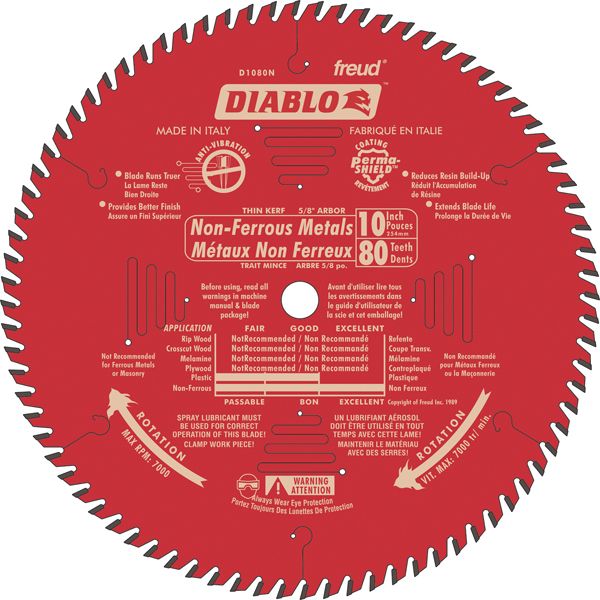 D1080N
freud®
DIABLO™
MADE IN ITALY
FABRIQUÉ EN ITALIE
ANTI-VIBRATION
COATING
Perma-SHIELD™
REVÊTEMENT
• Blade Runs Truer
La Lame Reste
Bien Droite
• Provides Better Finish
Assure un Fini Supérieur
• Reduces Resin Build-Up
Réduit l'Accumulation
de Résine
• Extends Blade Life
Prolonge la Durée de Vie
THIN KERF 5/8" ARBOR
Non-Ferrous Metals
Métaux Non Ferreux
10 Inch
Pouces
254mm
80 Teeth
Dents
TRAIT MINCE ARBRE 5/8 po.
Before using, read all
warnings in machine
manual & blade
package!
Avant d'utiliser lire tous
les avertissements dans
le guide d'utilisateur de
la scie et cet emballage!
APPLICATION FAIR GOOD EXCELLENT
Rip Wood NotRecommended / Non Recommandé Refente
Crosscut Wood NotRecommended / Non Recommandé Coupe Transv.
Melamine NotRecommended / Non Recommandé Mélamine
Plywood NotRecommended / Non Recommandé Contreplaqué
Plastic Plastique
Non-Ferrous Non Ferreux
PASSABLE BON EXCELLENT
Copyright of Freud Inc. 1989
Not Recommended
for Ferrous Metals
or Masonry
Non Recommandé
pour Métaux Ferreux
ou la Maçonnerie
ROTATION
MAX RPM: 7000
SPRAY LUBRICANT MUST
BE USED FOR CORRECT
OPERATION OF THIS BLADE!
CLAMP WORK PIECE!
UN LUBRIFIANT AÉROSOL
DOIT ÊTRE UTILISÉ EN TOUT
TEMPS AVEC CETTE LAME!
MAINTENIR LE MATÉRIAU
AVEC DES SERRES!
ROTATION
VIT. MAX: 7000 tr/ min.
WARNING
ATTENTION
Always Wear Eye Protection
Portez Toujours Des Lunettes De Protection